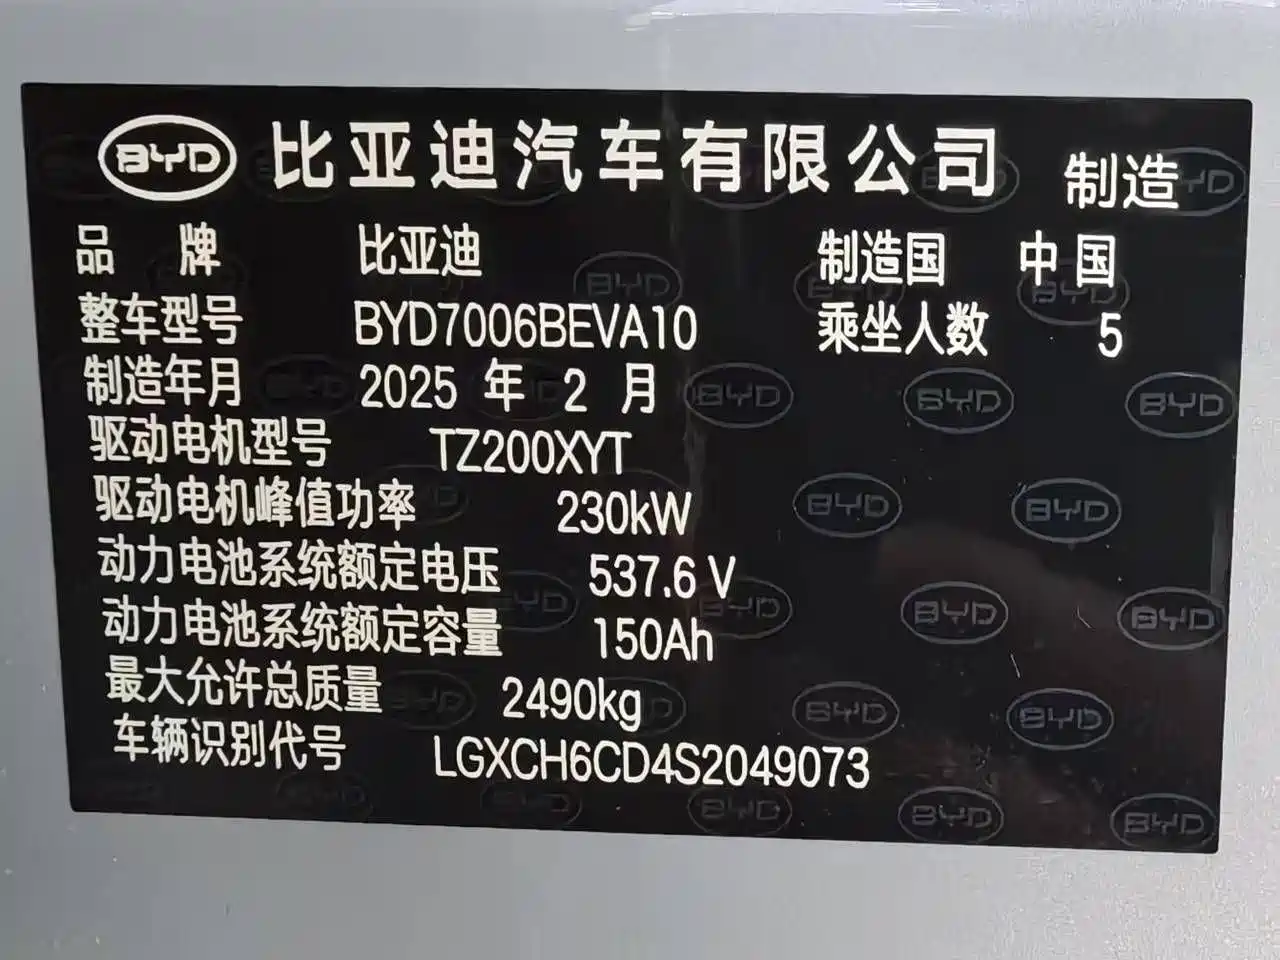 BYD 比亚迪汽车有限公司 制造
品 牌 比亚迪 制造国 中国
整车型号 BYD7006BEVA10 乘坐人数 5
制造年月 2025 年 2 月
驱动电机型号 TZ200XYT
驱动电机峰值功率 230kW
动力电池系统额定电压 537.6 V
动力电池系统额定容量 150Ah
最大允许总质量 2490kg
车辆识别代号 LGXCH6CD4S2049073